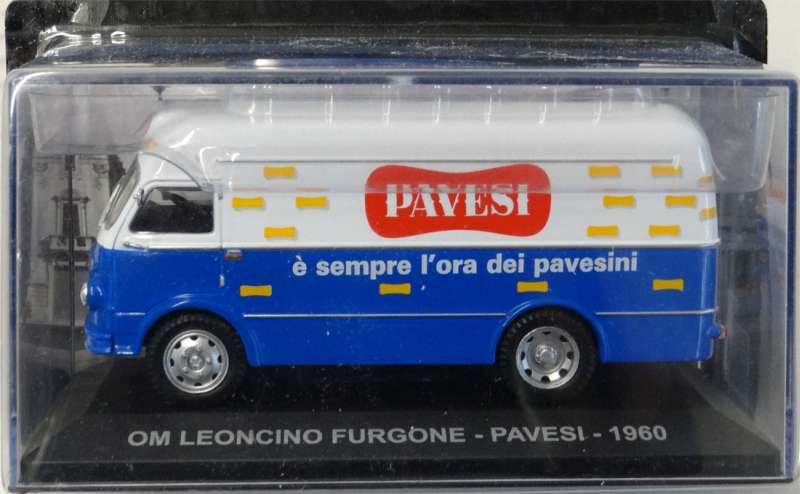 PAVESI
è sempre l'ora dei pavesini
OM LEONCINO FURGONE - PAVESI - 1960